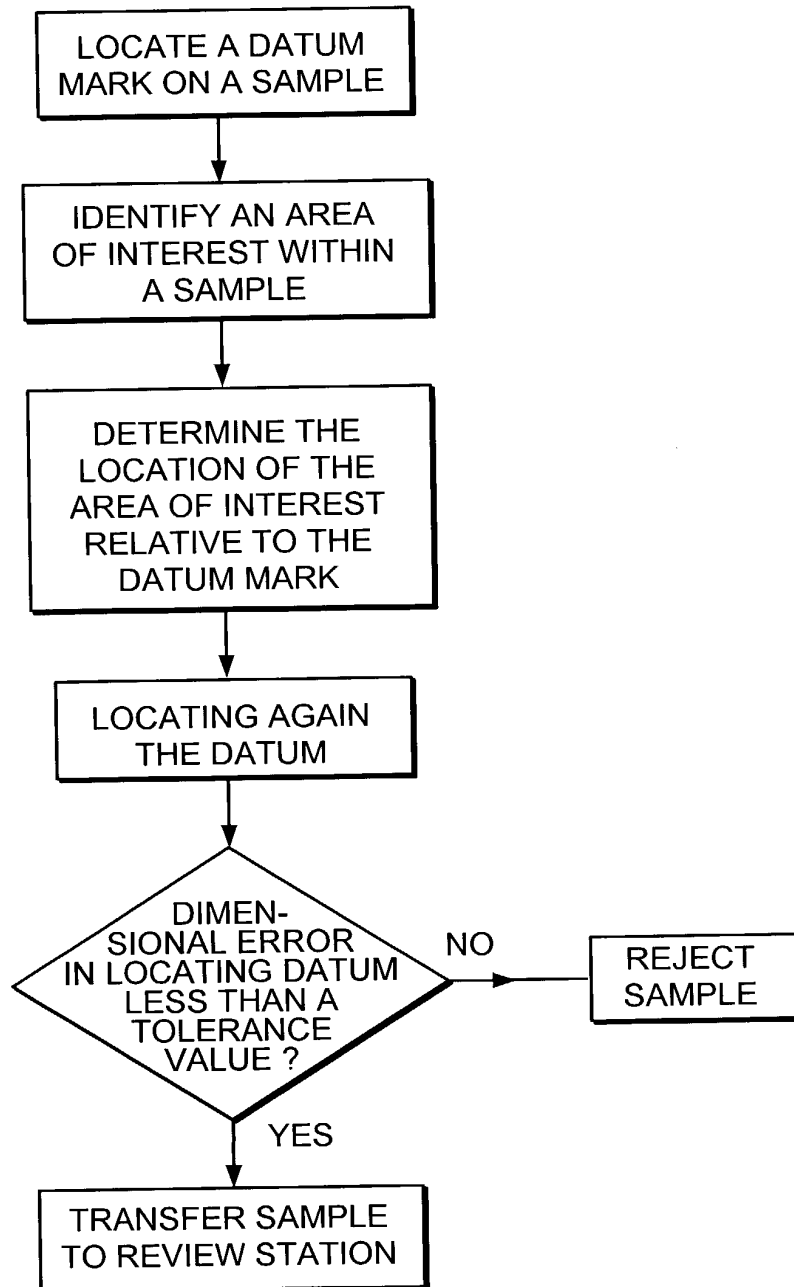 LOCATE A DATUM
MARK ON A SAMPLE
IDENTIFY AN AREA
OF INTEREST WITHIN
A SAMPLE
DETERMINE THE
LOCATION OF THE
AREA OF INTEREST
RELATIVE TO THE
DATUM MARK
LOCATING AGAIN
THE DATUM
DIMEN-
SIONAL ERROR
IN LOCATING DATUM
LESS THAN A
TOLERANCE
VALUE ?
NO
REJECT
SAMPLE
YES
TRANSFER SAMPLE
TO REVIEW STATION